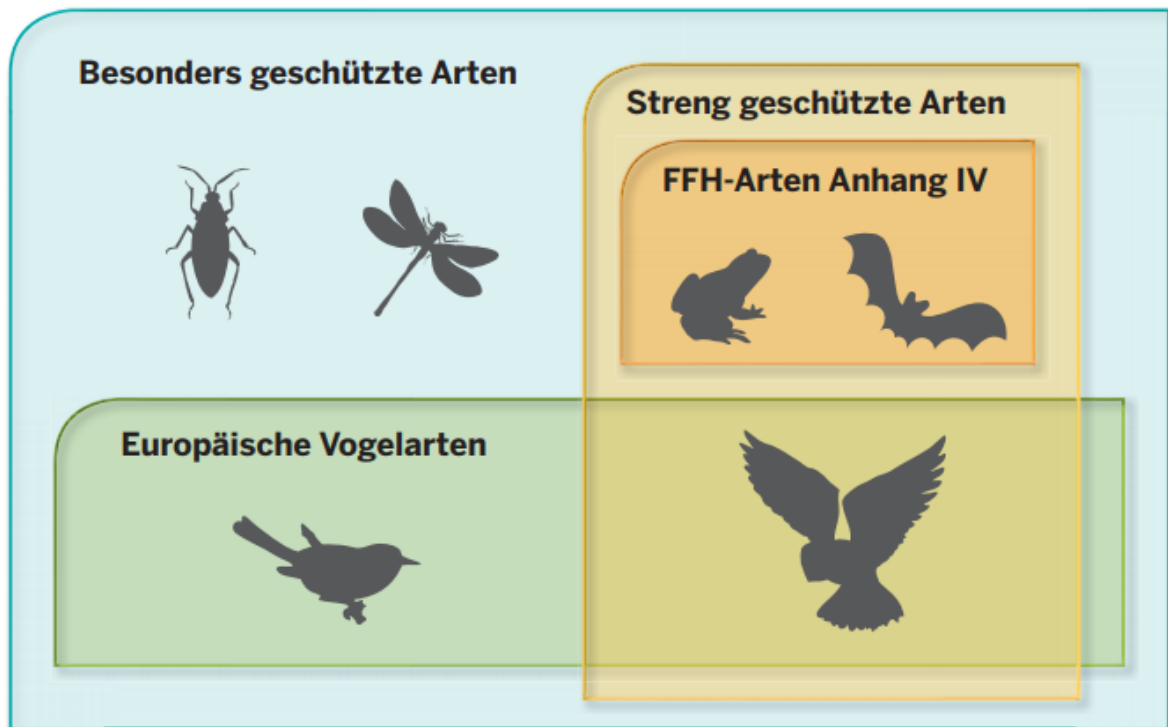 Besonders geschützte Arten
Streng geschützte Arten
FFH-Arten Anhang IV
Europäische Vogelarten